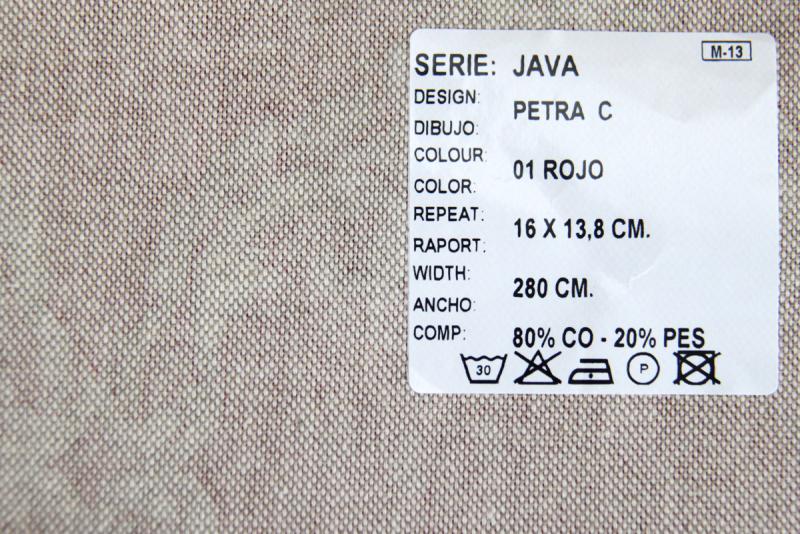 M-13
SERIE: JAVA
DESIGN:
PETRA C
DIBUJO:
COLOUR:
01 ROJO
COLOR:
REPEAT:
16 X 13,8 CM.
RAPORT:
WIDTH:
280 CM.
ANCHO:
COMP: 80% CO - 20% PES
30 P